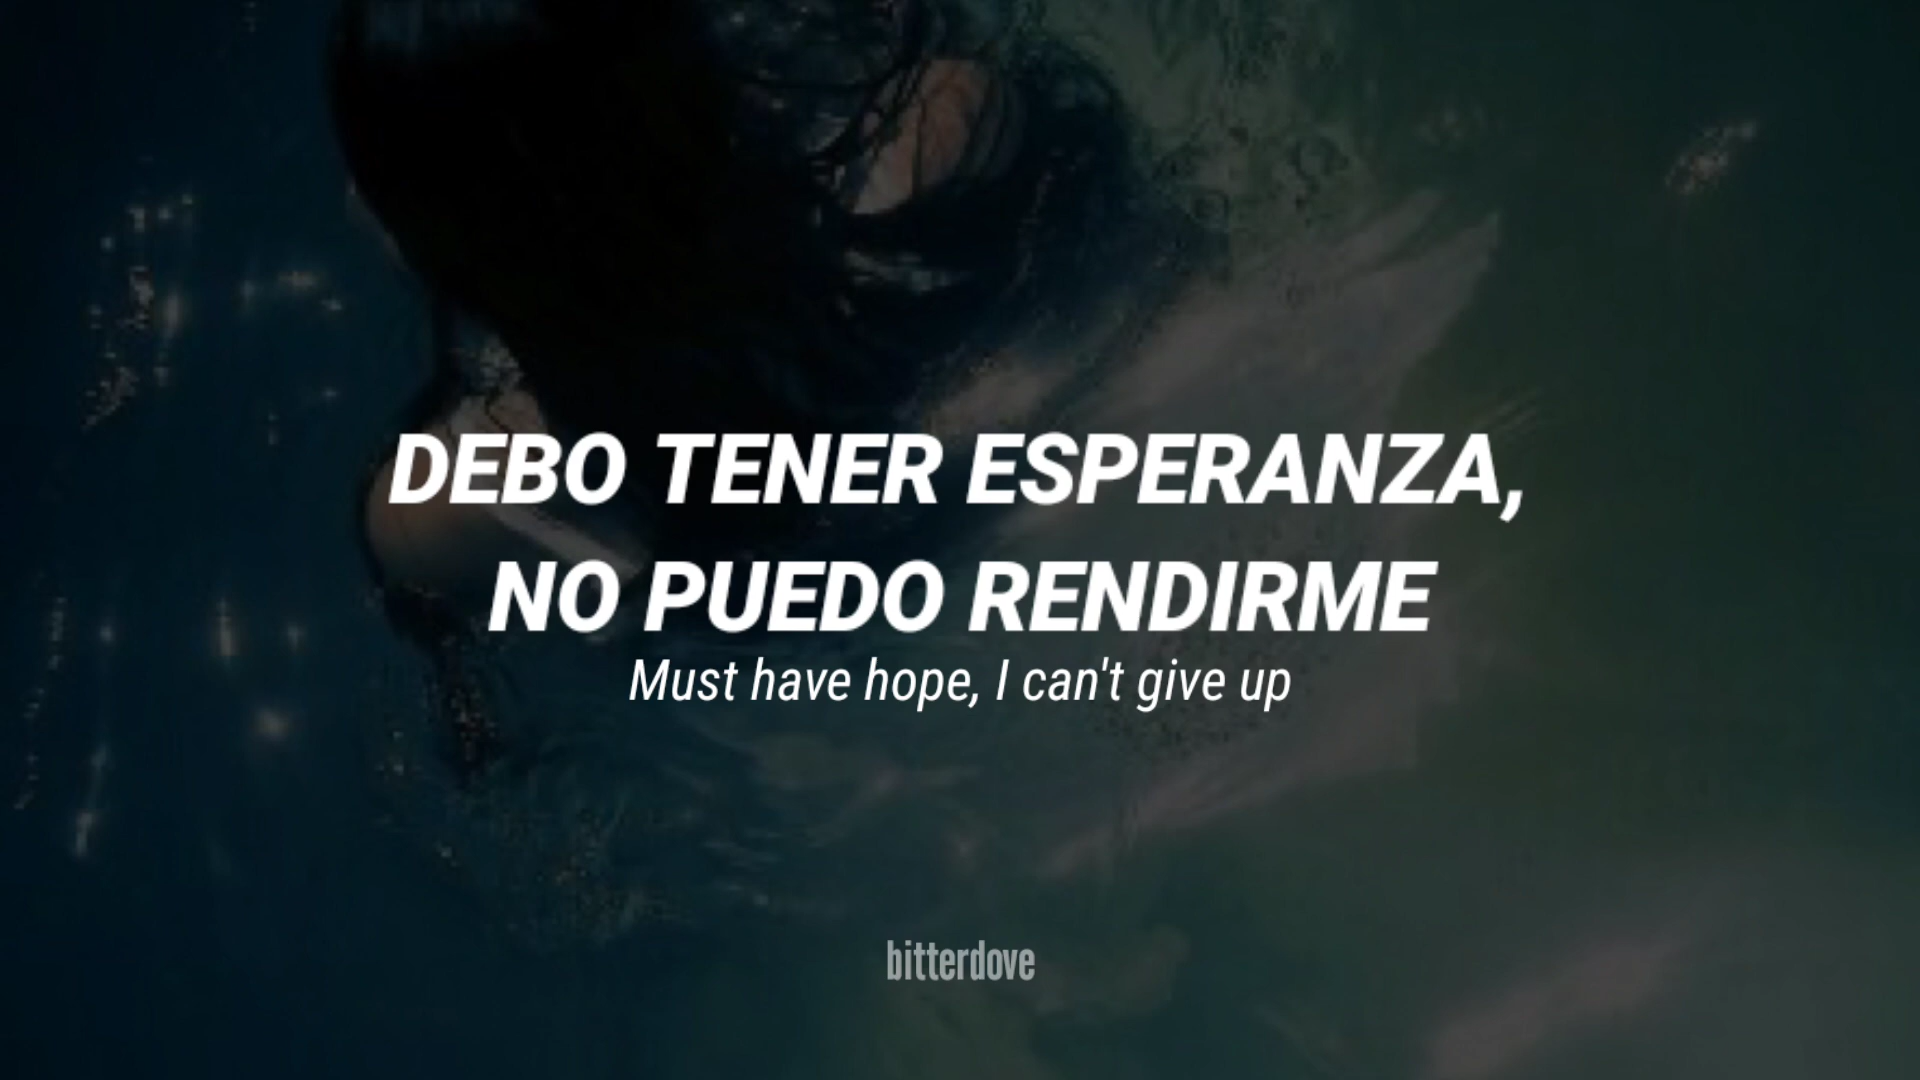 DEBO TENER ESPERANZA,
NO PUEDO RENDIRME
Must have hope, I can't give up
bitterdove